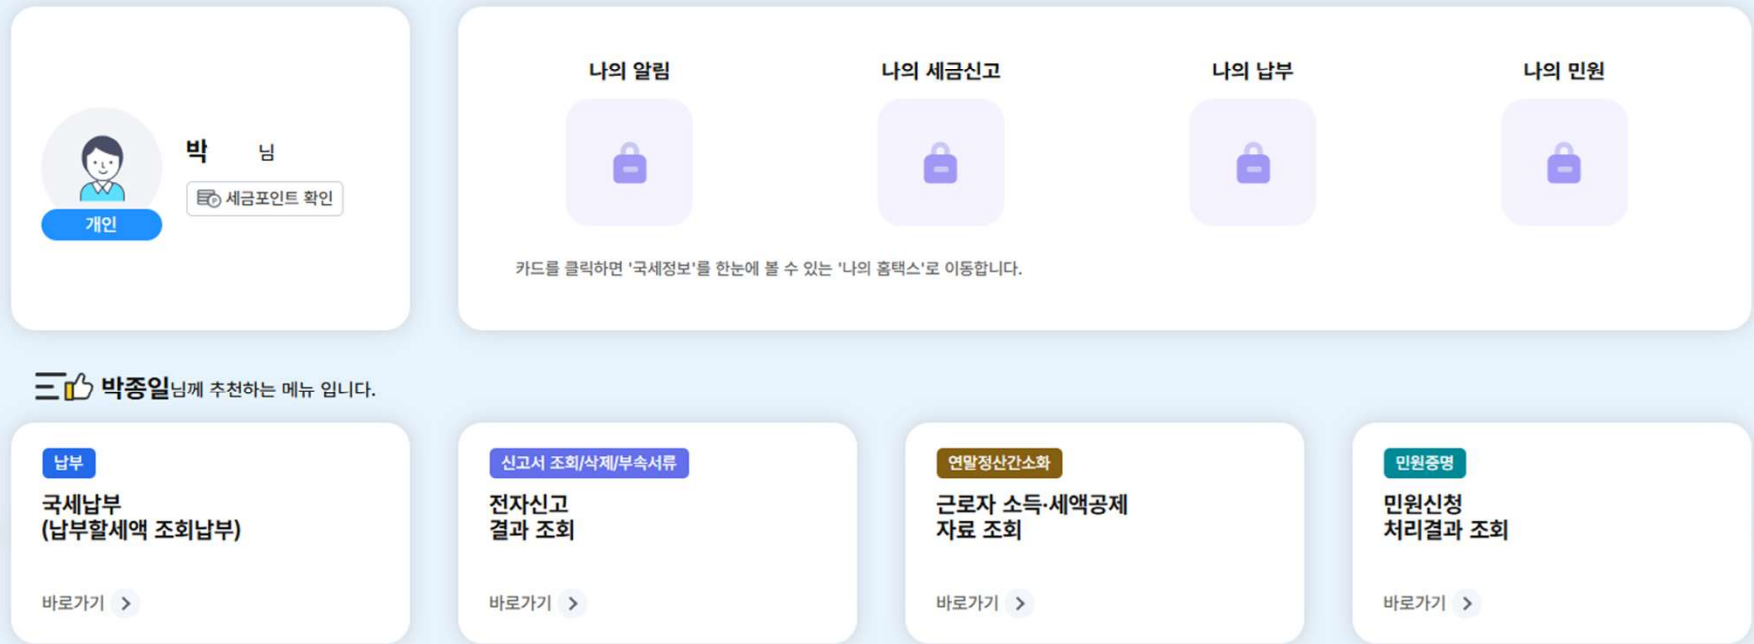 나의 알림
나의 세금신고
나의 납부
나의 민원
박 님
세금포인트 확인
개인
카드를 클릭하면 '국세정보'를 한눈에 볼 수 있는 '나의 홈택스'로 이동합니다.
박종일님께 추천하는 메뉴 입니다.
납부
국세납부
(납부할세액 조회납부)
바로가기
신고서 조회/삭제/부속서류
전자신고
결과 조회
바로가기
연말정산간소화
근로자 소득·세액공제
자료 조회
바로가기
민원증명
민원신청
처리결과 조회
바로가기